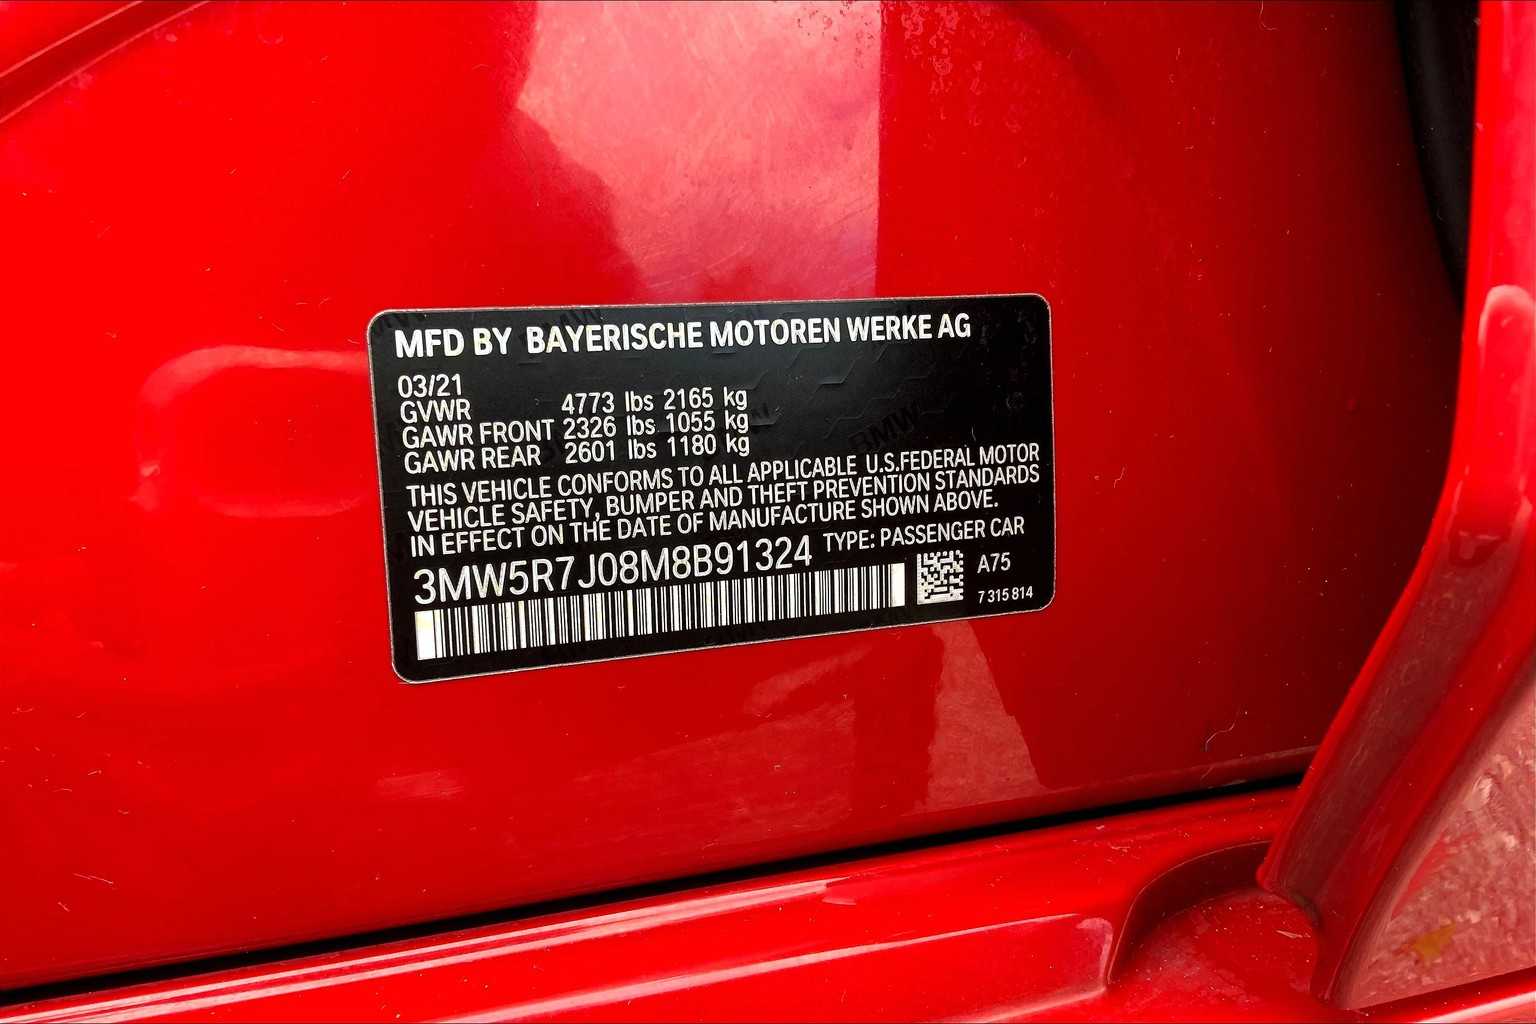 MFD BY BAYERISCHE MOTOREN WERKE AG
03/21
GVWR 4773 lbs 2165 kg
GAWR FRONT 2326 lbs 1055 kg
GAWR REAR 2601 lbs 1180 kg
THIS VEHICLE CONFORMS TO ALL APPLICABLE U.S.FEDERAL MOTOR
VEHICLE SAFETY, BUMPER AND THEFT PREVENTION STANDARDS
IN EFFECT ON THE DATE OF MANUFACTURE SHOWN ABOVE.
3MW5R7J08M8B91324 TYPE: PASSENGER CAR
A75
7 315 814
BMW